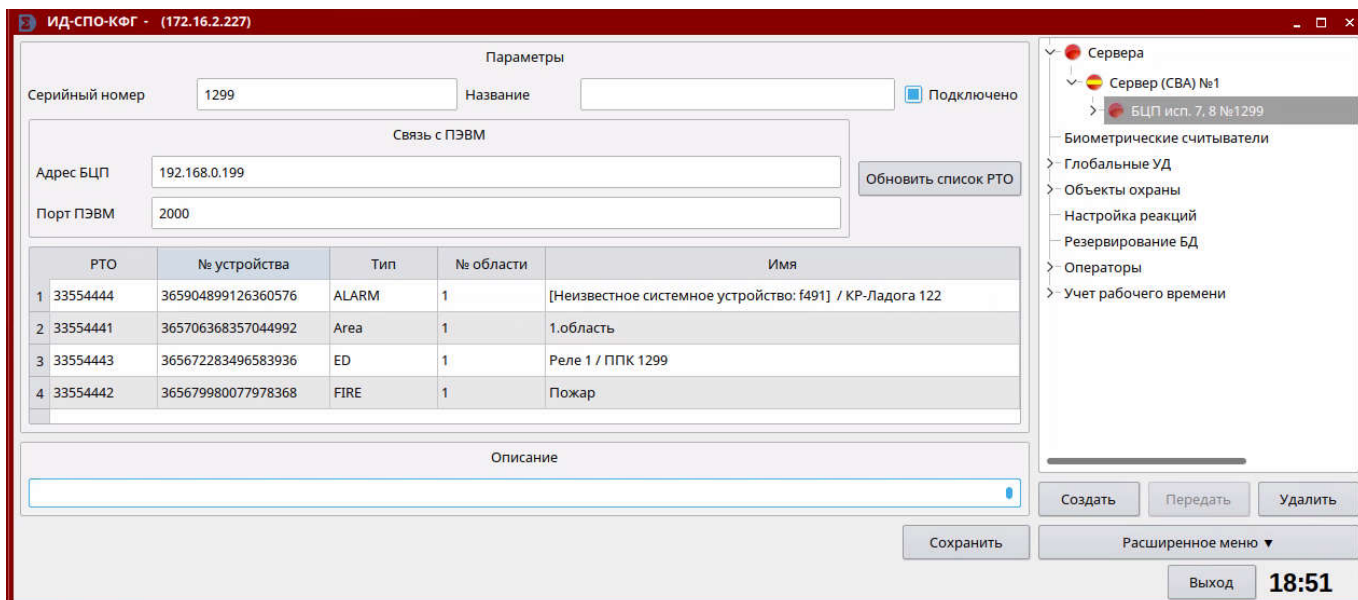 ИД-СПО-КФГ - (172.16.2.227)
Параметры
Серийный номер 1299 Название Подключено
Связь с ПЭВМ
Адрес БЦП 192.168.0.199
Обновить список РТО
Порт ПЭВМ 2000
РТО № устройства Тип № области Имя
1 33554444 365904899126360576 ALARM 1 [Неизвестное системное устройство: f491] / КР-Ладога 122
2 33554441 365706368357044992 Area 1 1.область
3 33554443 365672283496583936 ED 1 Реле 1 / ППК 1299
4 33554442 365679980077978368 FIRE 1 Пожар
Описание
Сохранить
Сервера
Сервер (СВА) №1
БЦП исп. 7, 8 №1299
Биометрические считыватели
Глобальные УД
Объекты охраны
Настройка реакций
Резервирование БД
Операторы
Учет рабочего времени
Создать Передать Удалить
Расширенное меню ▼
Выход 18:51